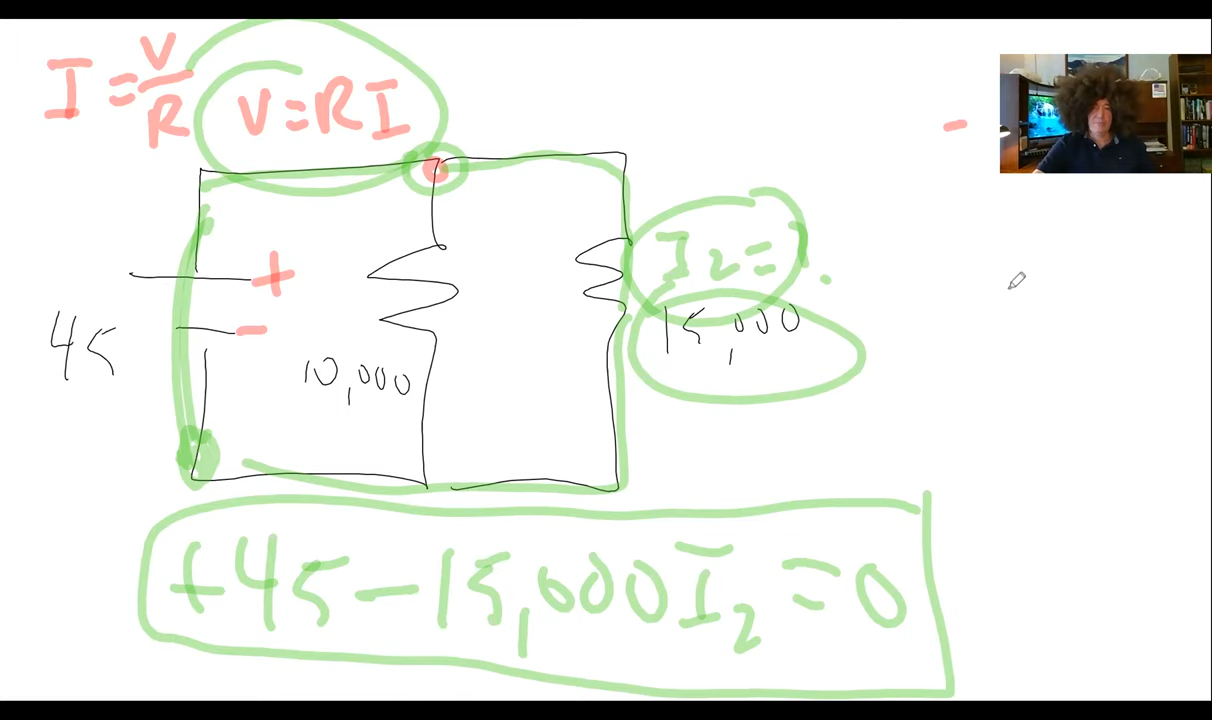 I = V/R
V = RI
+
-
-
45
10,000
I₂ = ?
15,000
+45 - 15,000 I₂ = 0